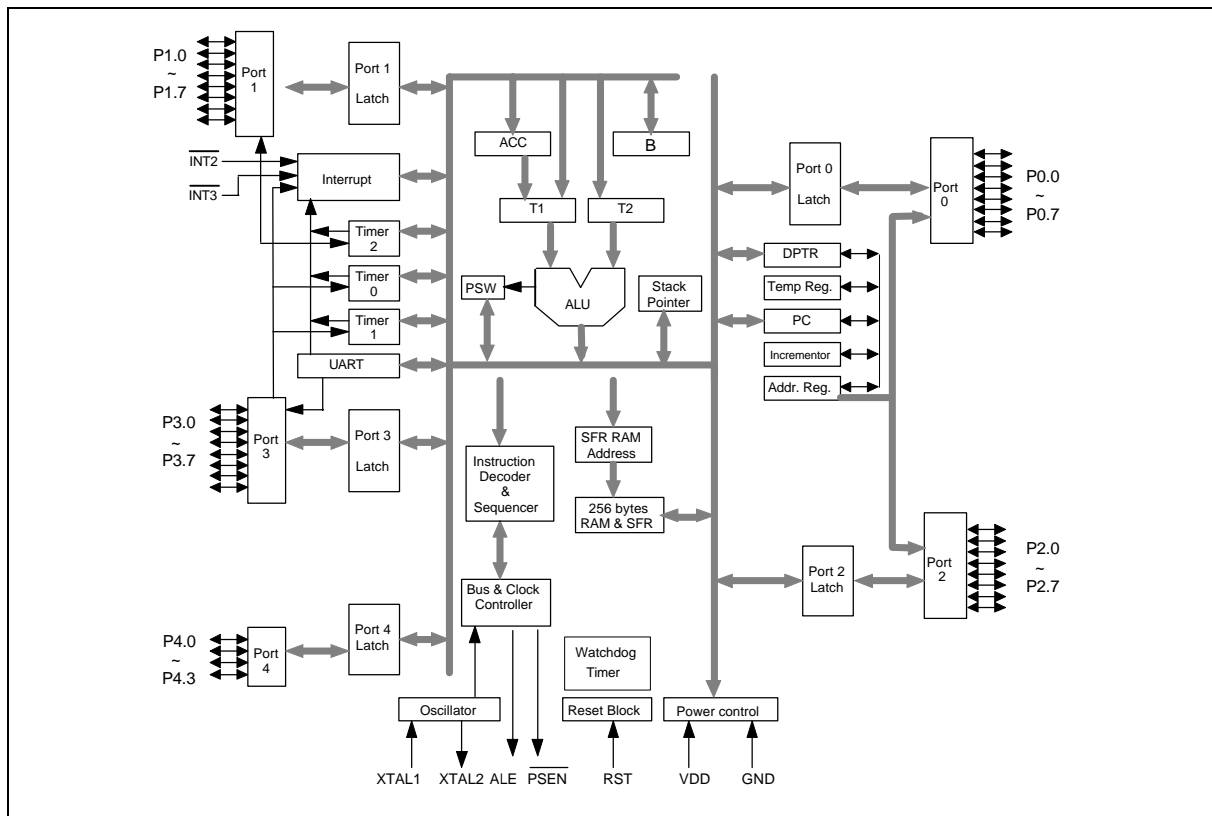 P1.0
~
P1.7
Port
1
Port 1
Latch
ACC
B
INT2
INT3
Interrupt
T1
T2
Port 0
Latch
Port
0
P0.0
~
P0.7
Timer
2
Timer
0
Timer
1
UART
PSW
ALU
Stack
Pointer
DPTR
Temp Reg.
PC
Incrementor
Addr. Reg.
P3.0
~
P3.7
Port
3
Port 3
Latch
Instruction
Decoder
&
Sequencer
SFR RAM
Address
256 bytes
RAM & SFR
Port 2
Latch
Port
2
P2.0
~
P2.7
Bus & Clock
Controller
P4.0
~
P4.3
Port
4
Port 4
Latch
Watchdog
Timer
Oscillator
Reset Block
Power control
XTAL1
XTAL2
ALE
PSEN
RST
VDD
GND